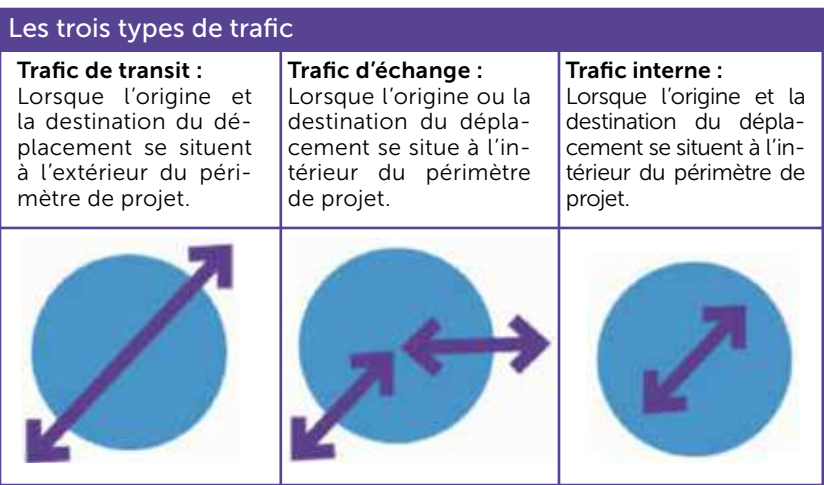 Les trois types de trafic
Trafic de transit :
Lorsque l'origine et
la destination du dé-
placement se situent
à l'extérieur du péri-
mètre de projet.
Trafic d'échange :
Lorsque l'origine ou la
destination du dépla-
cement se situe à l'in-
térieur du périmètre
de projet.
Trafic interne :
Lorsque l'origine et la
destination du dépla-
cement se situent à l'in-
térieur du périmètre de
projet.